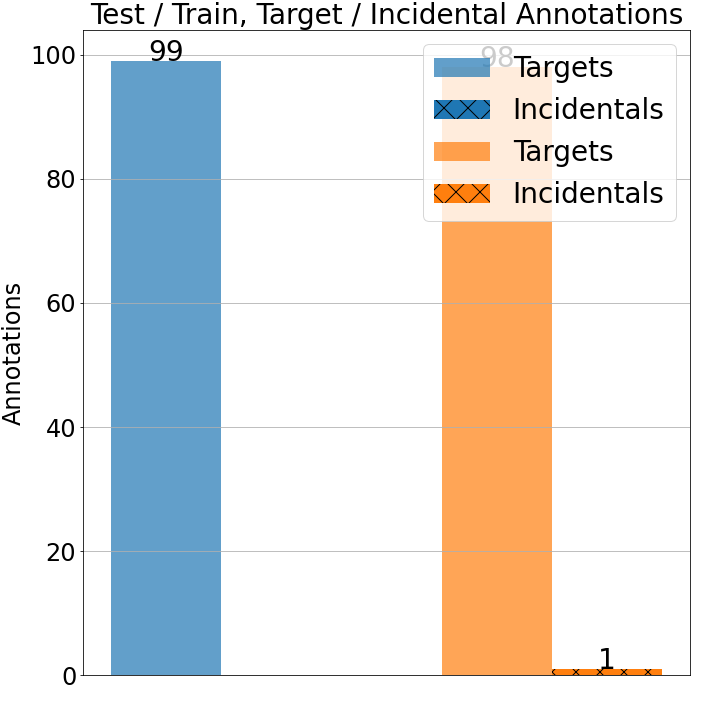 Test / Train, Target / Incidental Annotations
Annotations
100
80
60
40
20
0
99
98
1
Targets
Incidentals
Targets
Incidentals